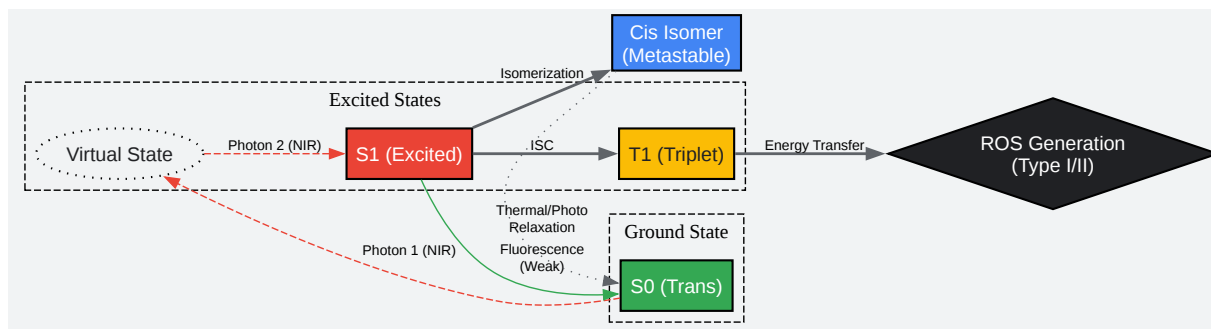 Cis Isomer
(Metastable)
Isomerization
Excited States
Virtual State
Photon 2 (NIR)
S1 (Excited)
ISC
T1 (Triplet)
Energy Transfer
ROS Generation
(Type I/II)
Thermal/Photo
Relaxation
Ground State
Photon 1 (NIR)
Fluorescence
(Weak)
S0 (Trans)